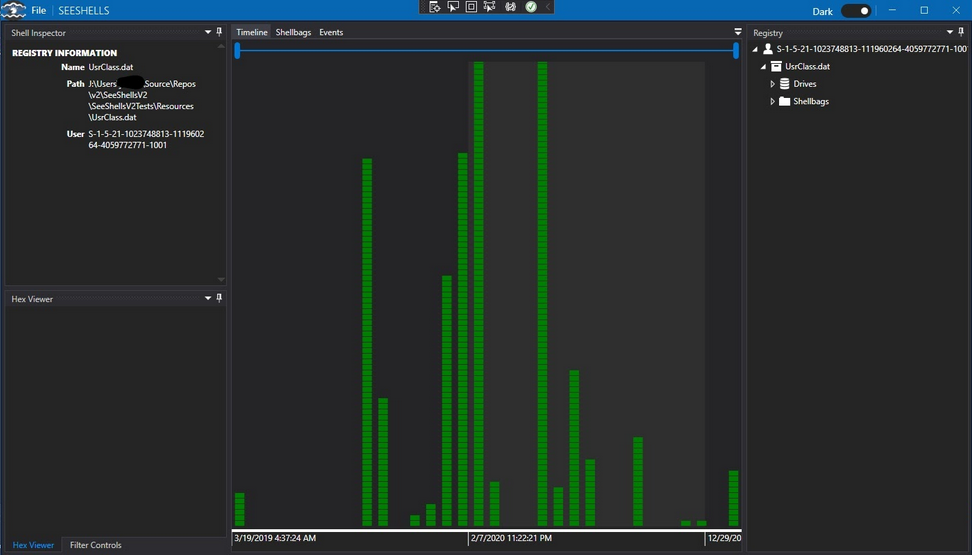 File
SEESHELLS
Dark
Shell Inspector
REGISTRY INFORMATION
Name UsrClass.dat
Path J:\Users\ Source\Repos
\v2\SeeShellsV2
\SeeShellsV2Tests\Resources
\UsrClass.dat
User S-1-5-21-1023748813-1119602
64-4059772771-1001
Hex Viewer
Hex Viewer Filter Controls
Timeline Shellbags Events
3/19/2019 4:37:24 AM
2/7/2020 11:22:21 PM
12/29/20
Registry
S-1-5-21-1023748813-111960264-4059772771-100
UsrClass.dat
Drives
Shellbags